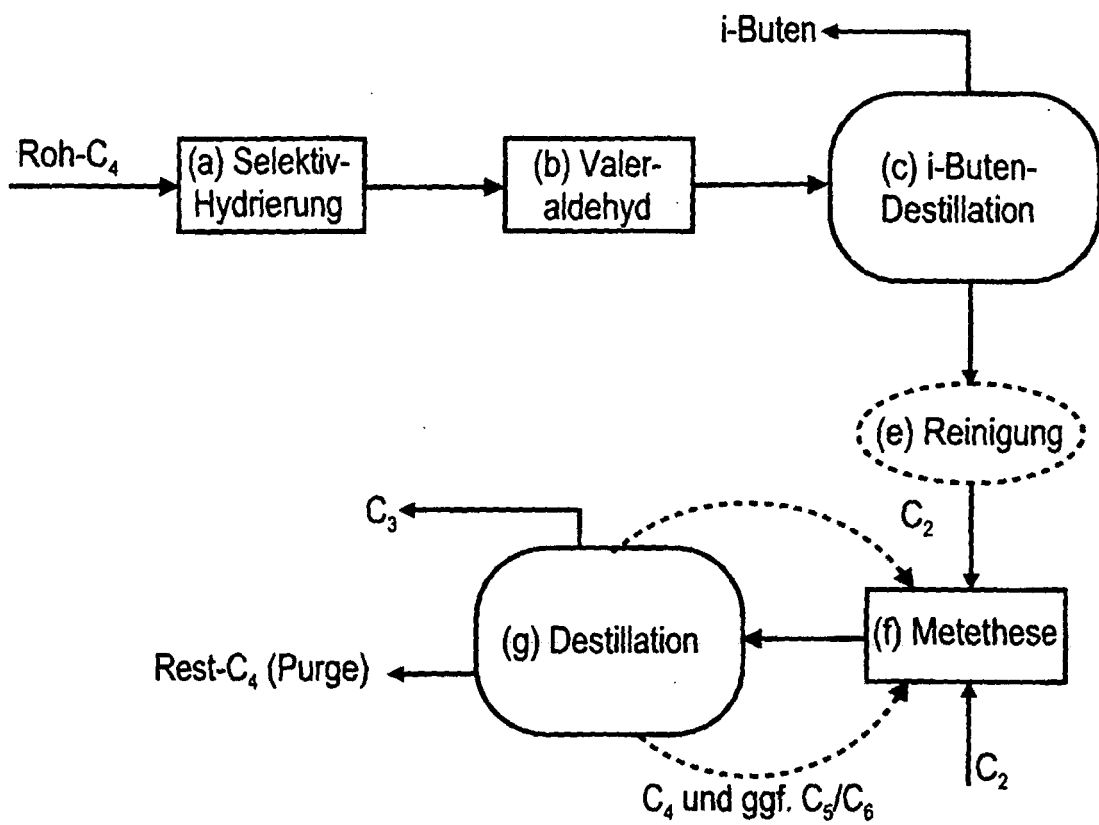 i-Buten
Roh-C₄
(a) Selektiv-
Hydrierung
(b) Valer-
aldehyd
(c) i-Buten-
Destillation
(e) Reinigung
C₃
C₂
(g) Destillation
(f) Metethese
Rest-C₄ (Purge)
C₂
C₄ und ggf. C₅/C₆